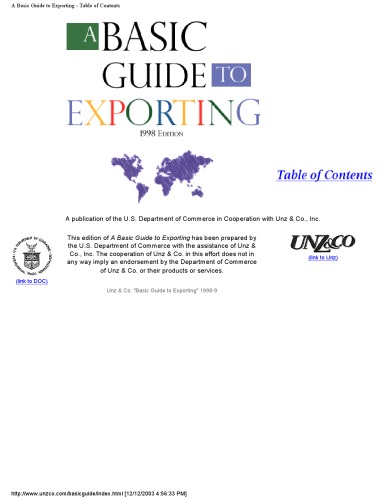 A Basic Guide to Exporting - Table of Contents
A BASIC
GUIDE TO
EXPORTING
1998 EDITION
Table of Contents
A publication of the U.S. Department of Commerce in Cooperation with Unz & Co., Inc.
This edition of A Basic Guide to Exporting has been prepared by
the U.S. Department of Commerce with the assistance of Unz &
Co., Inc. The cooperation of Unz & Co. in this effort does not in
any way imply an endorsement by the Department of Commerce
of Unz & Co. or their products or services.
(link to DOC)
UNZ&CO
(link to Unz)
Unz & Co. "Basic Guide to Exporting" 1998-9
http://www.unzco.com/basicguide/index.html [12/12/2003 4:56:33 PM]